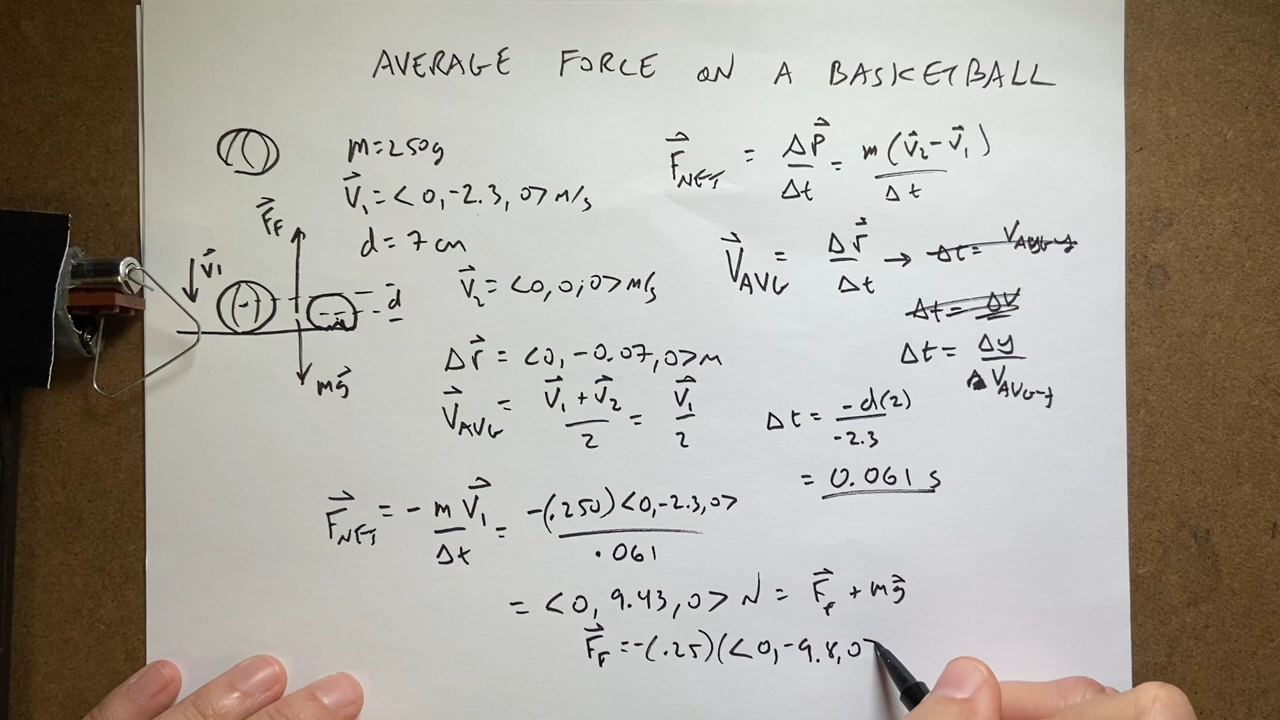 AVERAGE FORCE ON A BASKETBALL
m=250g
V⃗₁ = <0, -2.3, 0> m/s
d = 7 cm
V⃗₂ = <0, 0, 0> m/s
F⃗F
V⃗₁
d
mg⃗
Δr⃗ = <0, -0.07, 0> m
V⃗AVG = (V⃗₁ + V⃗₂)/2 = V⃗₁/2
F⃗NET = ΔP⃗/Δt = m(V⃗₂ - V⃗₁)/Δt
V⃗AVG = Δr⃗/Δt → Δt = VAVG-y
Δt = ΔV
Δt = Δy/VAVG-y
Δt = -d(2)/-2.3
= 0.061 s
F⃗NET = - mV⃗₁/Δt = -(.250)<0, -2.3, 0>/.061
= <0, 9.43, 0> N = F⃗F + mg⃗
F⃗F = -(.25)(<0, -9.8, 0>